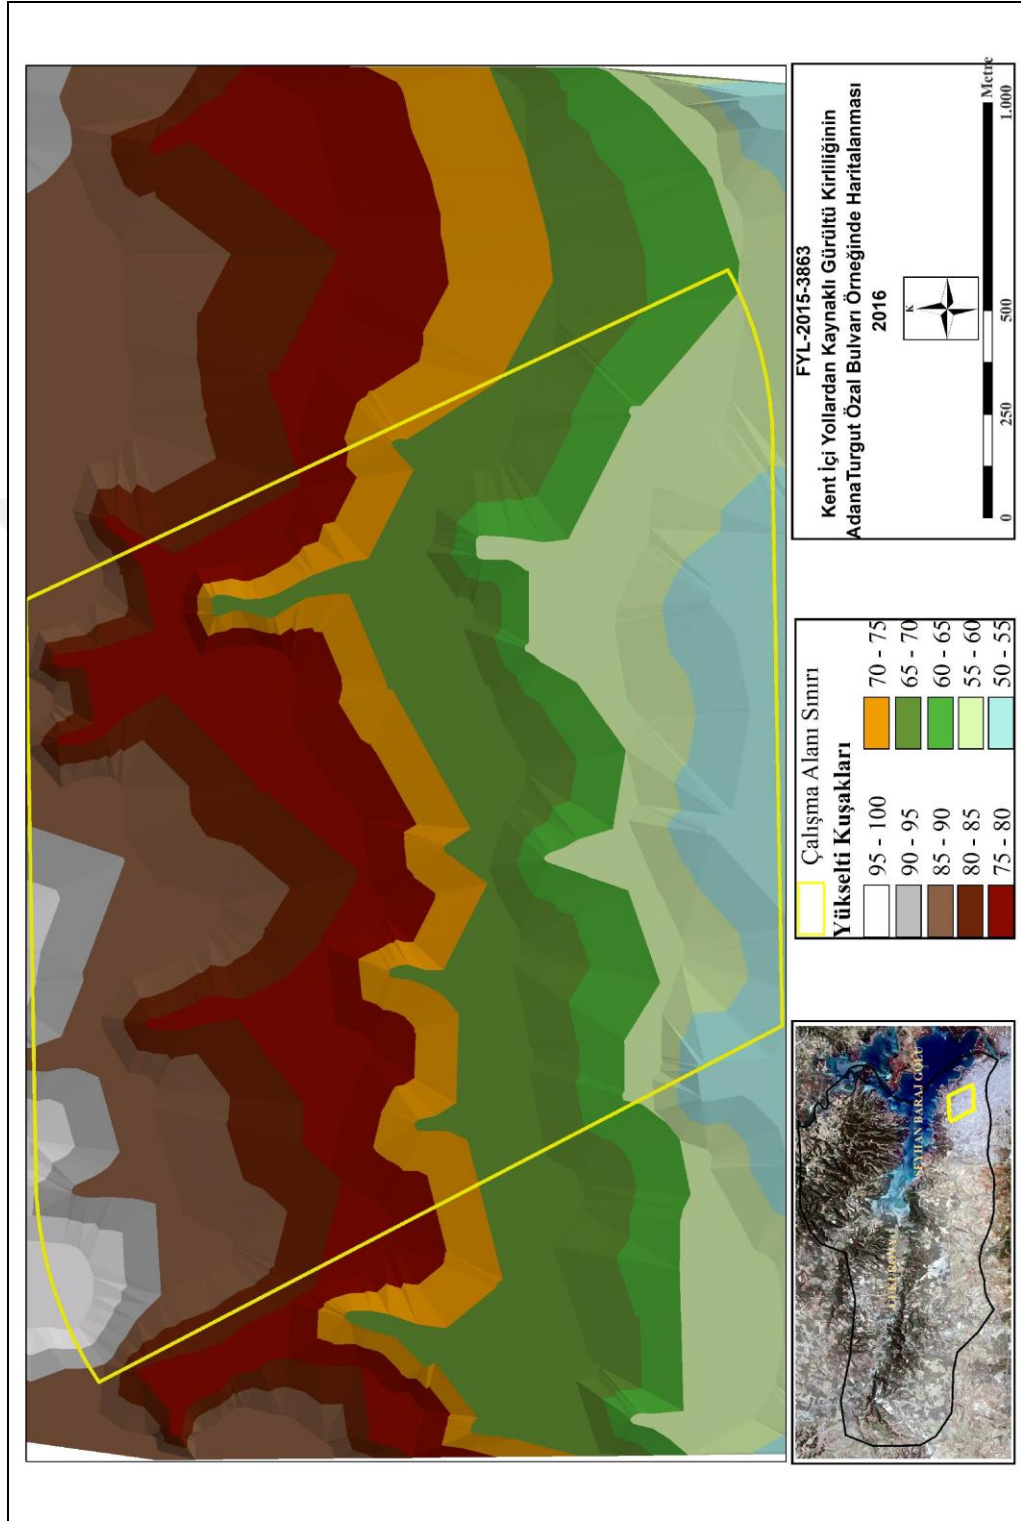 FYL-2015-3863
Kent İçi Yollardan Kaynaklı Gürültü Kirliliğinin
AdanaTurgut Özal Bulvarı Örneğinde Haritalanması
2016
K
0 250 500 1.000
Metre
Çalışma Alanı Sınırı
Yükselti Kuşakları
95 - 100
90 - 95
85 - 90
80 - 85
75 - 80
70 - 75
65 - 70
60 - 65
55 - 60
50 - 55
SEYHAN BARAJ GÖLÜ